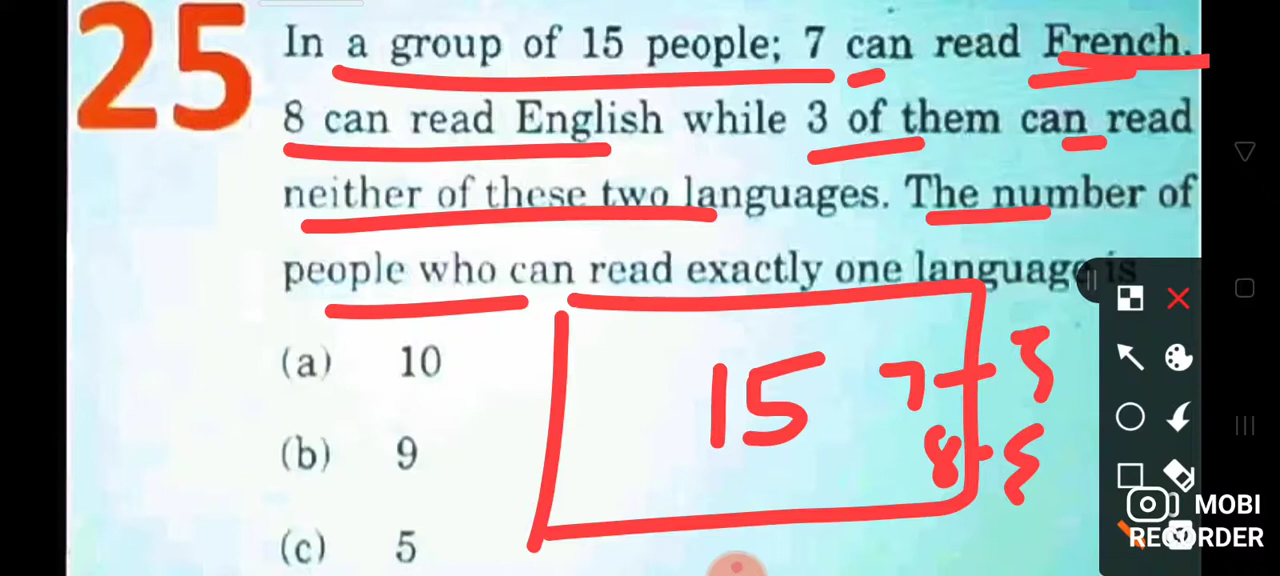 25
In a group of 15 people; 7 can read French.
8 can read English while 3 of them can read
neither of these two languages. The number of
people who can read exactly one language is
(a) 10
(b) 9
(c) 5
15
7 -
8 -
MOBI
RECORDER